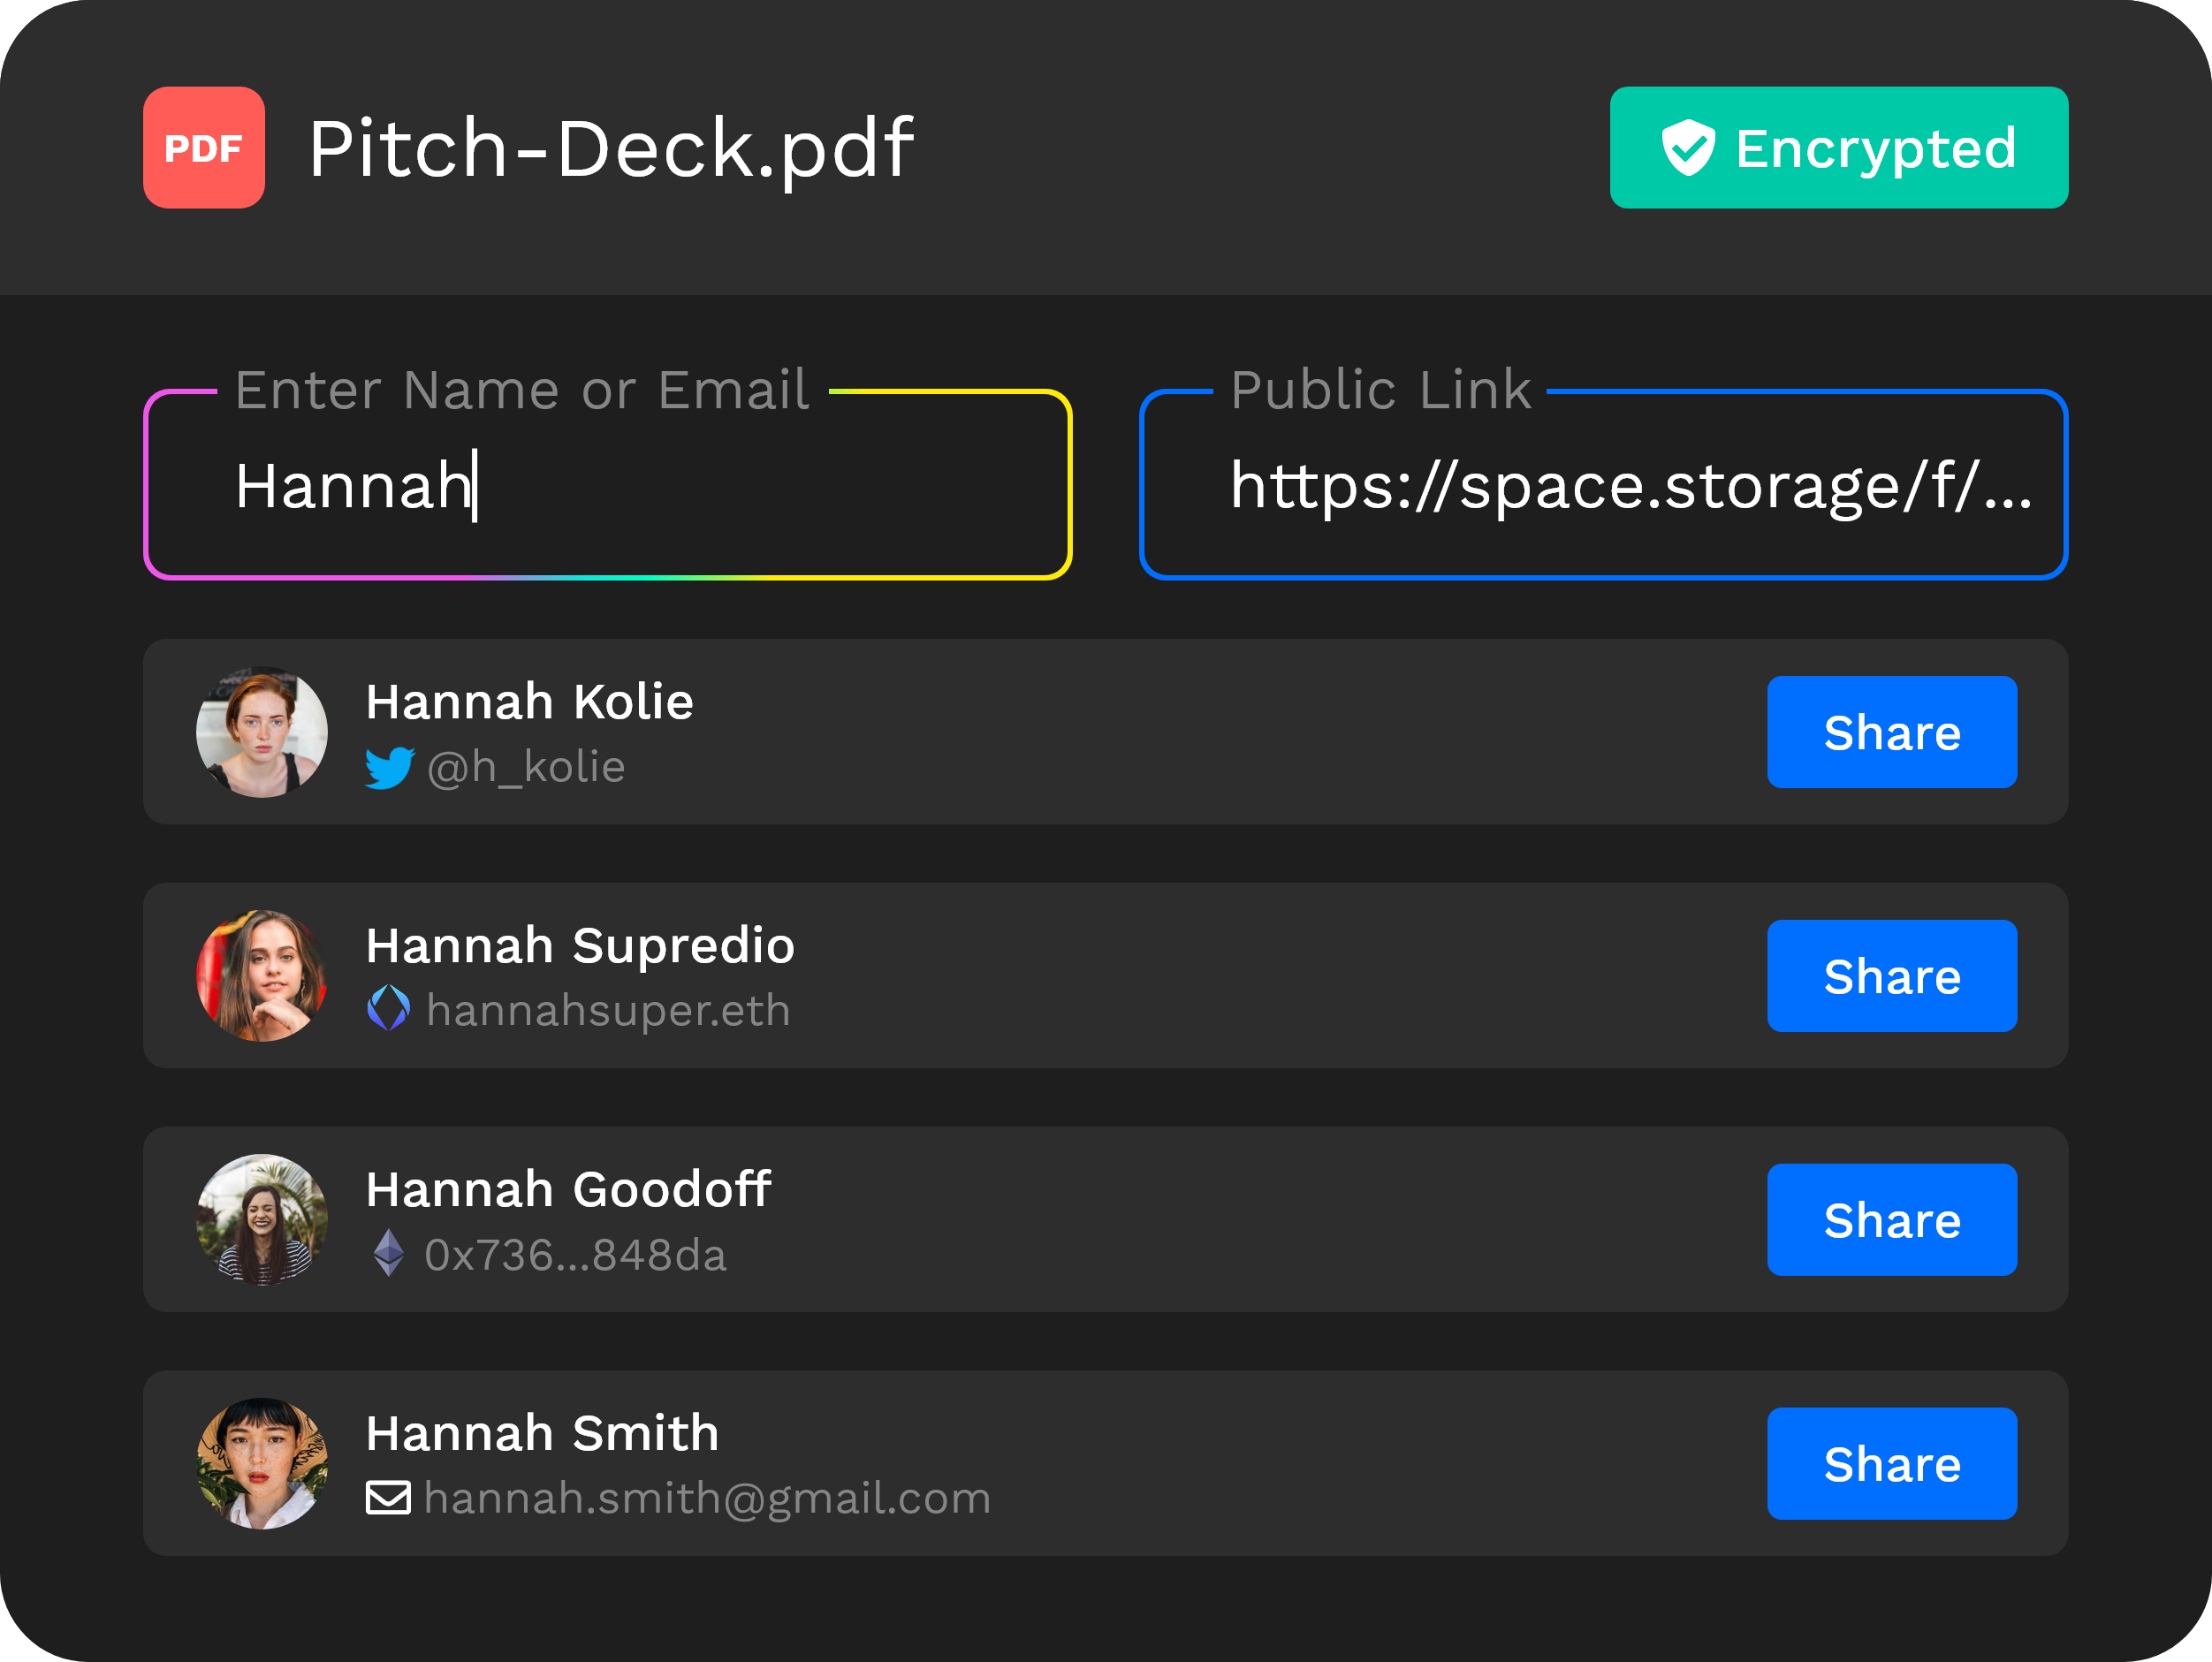 PDF
Pitch-Deck.pdf
Encrypted
Enter Name or Email
Hannah
Public Link
https://space.storage/f/...
Hannah Kolie
@h_kolie
Share
Hannah Supredio
hannahsuper.eth
Share
Hannah Goodoff
0x736...848da
Share
Hannah Smith
hannah.smith@gmail.com
Share